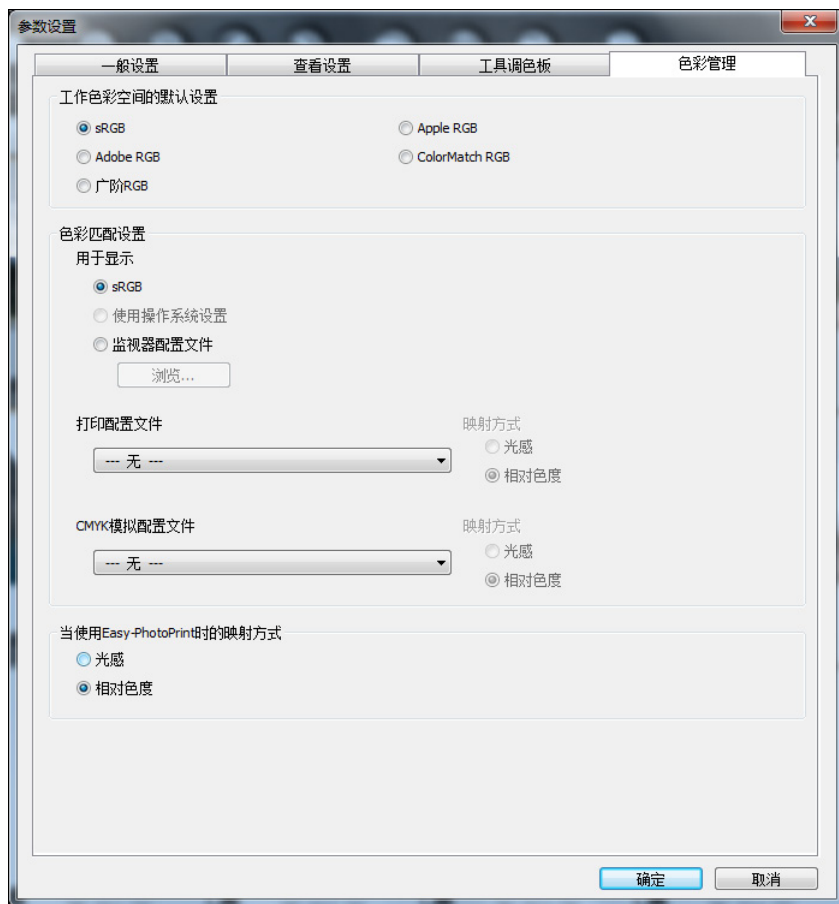 参数设置
一般设置 查看设置 工具调色板 色彩管理
工作色彩空间的默认设置
sRGB Apple RGB
Adobe RGB ColorMatch RGB
广阶RGB
色彩匹配设置
用于显示
sRGB
使用操作系统设置
监视器配置文件
浏览...
打印配置文件 映射方式
光感
--- 无 ---
相对色度
CMYK模拟配置文件 映射方式
光感
--- 无 ---
相对色度
当使用Easy-PhotoPrint时的映射方式
光感
相对色度
确定 取消